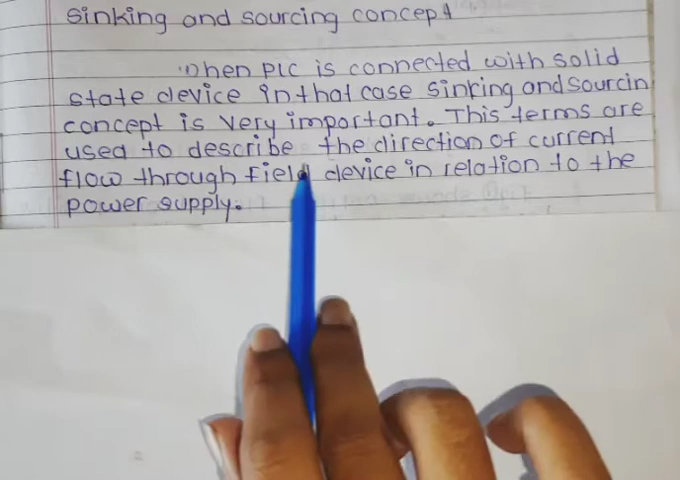 sinking and sourcing concept
when PLC is connected with solid
state device in that case sinking and sourcin
concept is very important. This terms are
used to describe the direction of current
flow through field device in relation to the
power supply.